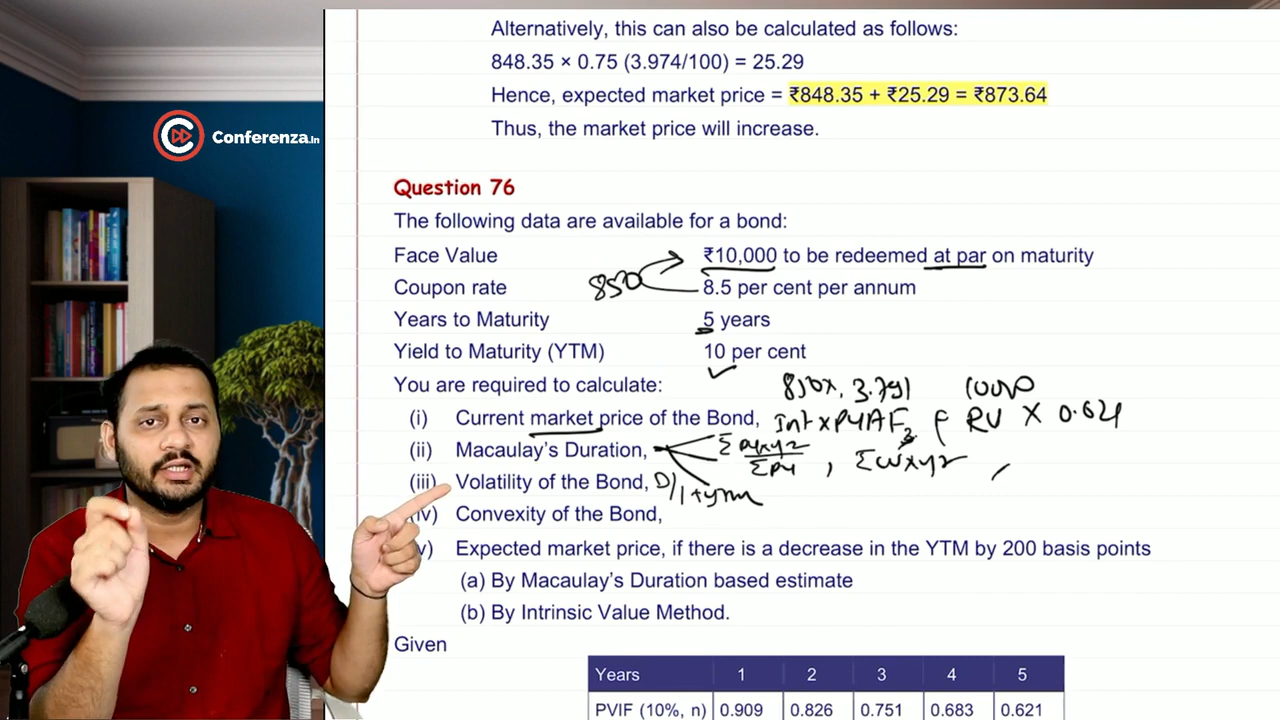 Alternatively, this can also be calculated as follows:
848.35 × 0.75 (3.974/100) = 25.29
Hence, expected market price = ₹848.35 + ₹25.29 = ₹873.64
Thus, the market price will increase.
Conferenza.in
Question 76
The following data are available for a bond:
Face Value ₹10,000 to be redeemed at par on maturity
850
Coupon rate 8.5 per cent per annum
Years to Maturity 5 years
Yield to Maturity (YTM) 10 per cent
You are required to calculate: 850x 3.791 10000
(i) Current market price of the Bond, Int x PVAF RV X 0.621
(ii) Macaulay's Duration,
(iii) Volatility of the Bond, D/1+ytm
(iv) Convexity of the Bond,
v) Expected market price, if there is a decrease in the YTM by 200 basis points
(a) By Macaulay's Duration based estimate
(b) By Intrinsic Value Method.
Given
Years 1 2 3 4 5
PVIF (10%, n) 0.909 0.826 0.751 0.683 0.621